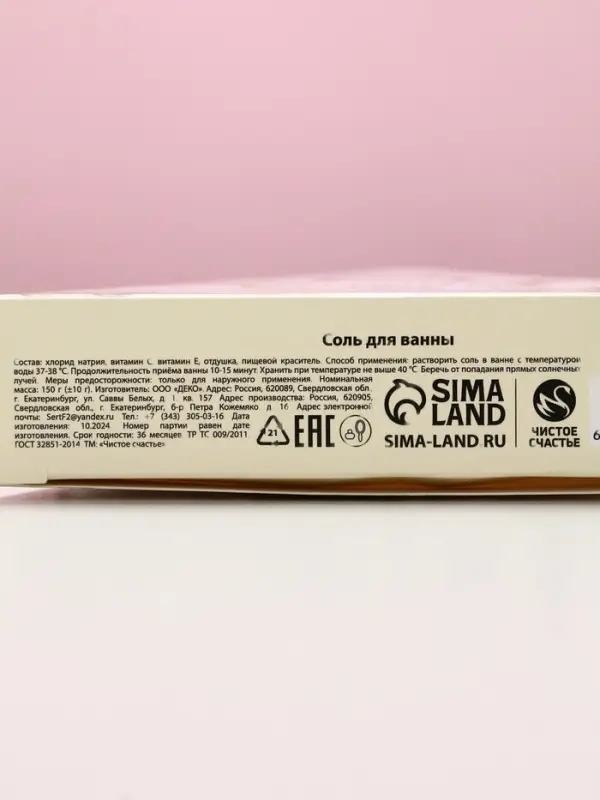 Соль для ванны
Состав: хлорид натрия, витамин С, витамин Е, отдушка, пищевой краситель. Способ применения: растворить соль в ванне с температурой
воды 37-38 °С. Продолжительность приёма ванны 10-15 минут. Хранить при температуре не выше 40 °С. Беречь от попадания прямых солнечных
лучей. Меры предосторожности: только для наружного применения. Номинальная
масса: 150 г (±10 г). Изготовитель: ООО «ДЕКО». Адрес: Россия, 620089, Свердловская обл.
г. Екатеринбург, ул. Саввы Белых, д 1 кв. 157 Адрес производства: Россия, 620905,
Свердловская обл., г. Екатеринбург, б-р Петра Кожемяко д 16 Адрес электронной
почты: SertF2@yandex.ru Тел.: +7 (343) 305-03-16 Дата
изготовления: 10.2024 Номер партии равен дате
изготовления. Срок годности: 36 месяцев ТР ТС 009/2011
ГОСТ 32851-2014 ТМ: «Чистое счастье»
21
EAC
SIMA
LAND
SIMA-LAND RU
ЧИСТОЕ
СЧАСТЬЕ
6